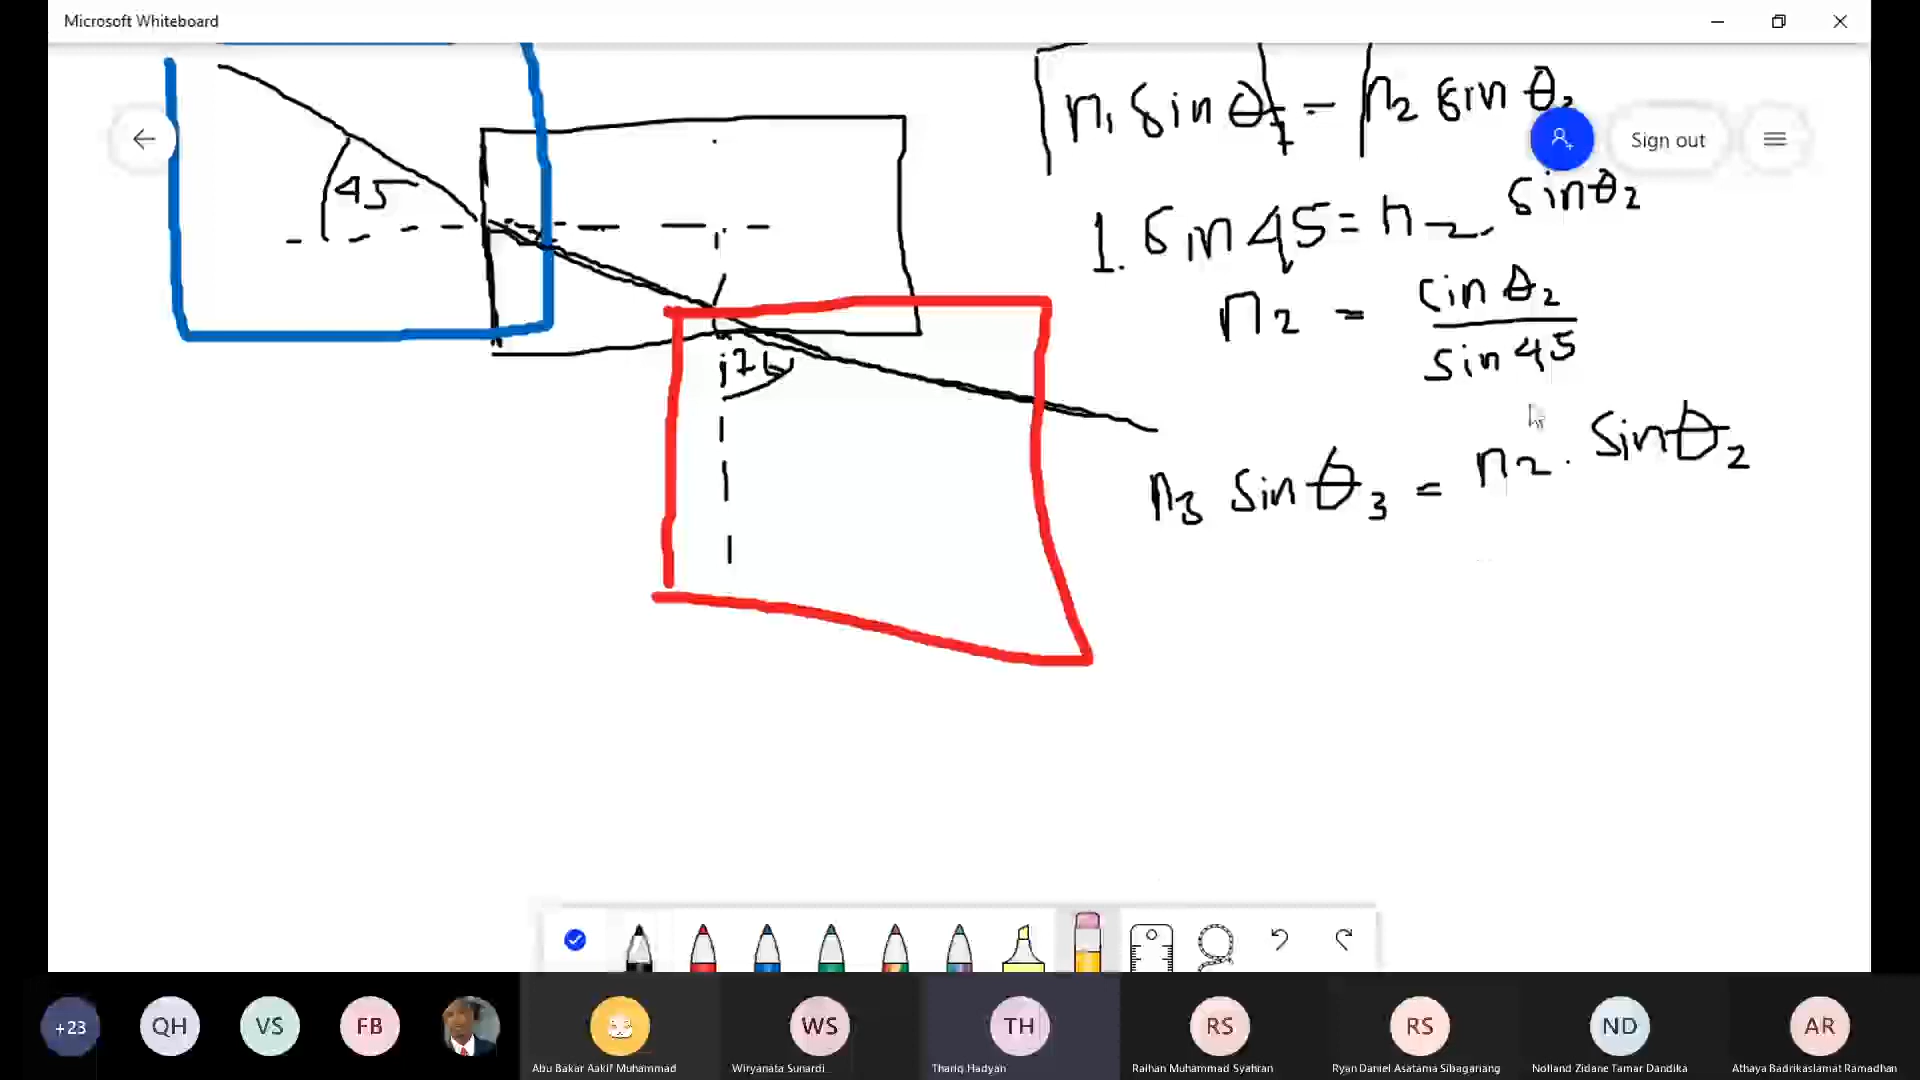 Microsoft Whiteboard
n₁ sin θ₁ = n₂ sin θ₂
Sign out
45
1. sin 45 = n₂. sinθ₂
n₂ = sin θ₂ / sin 45
76
n₃ sin θ₃ = n₂. sin θ₂
+23
QH
VS
FB
WS
TH
RS
RS
ND
AR
Abu Bakar Aakif Muhammad
Wiryanata Sunardi...
Thariq Hadyan
Raihan Muhammad Syahran
Ryan Daniel Asatama Sibagariang
Nolland Zidane Tamar Dandika
Athaya Badrikaslamat Ramadhan